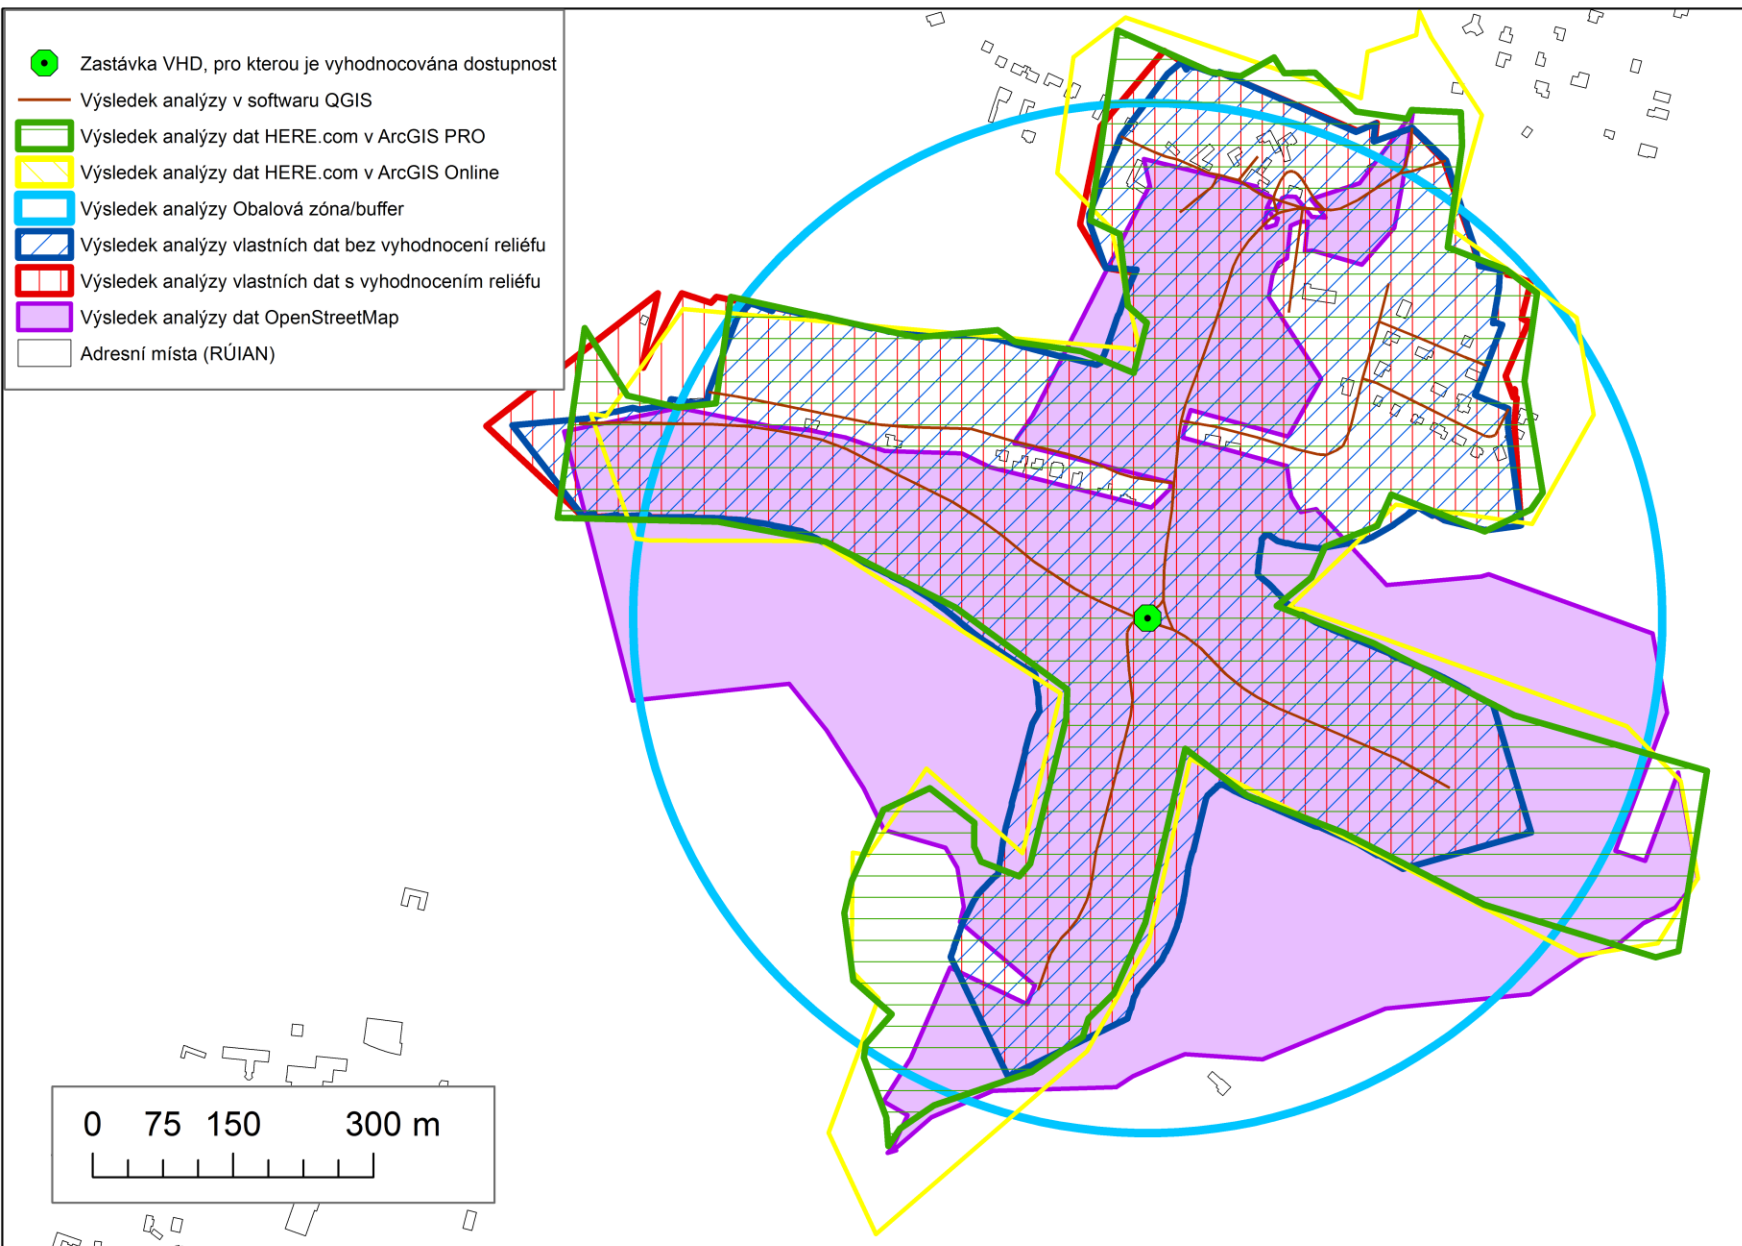 Zastávka VHD, pro kterou je vyhodnocována dostupnost
Výsledek analýzy v softwaru QGIS
Výsledek analýzy dat HERE.com v ArcGIS PRO
Výsledek analýzy dat HERE.com v ArcGIS Online
Výsledek analýzy Obalová zóna/buffer
Výsledek analýzy vlastních dat bez vyhodnocení reliéfu
Výsledek analýzy vlastních dat s vyhodnocením reliéfu
Výsledek analýzy dat OpenStreetMap
Adresní místa (RÚIAN)
0 75 150 300 m